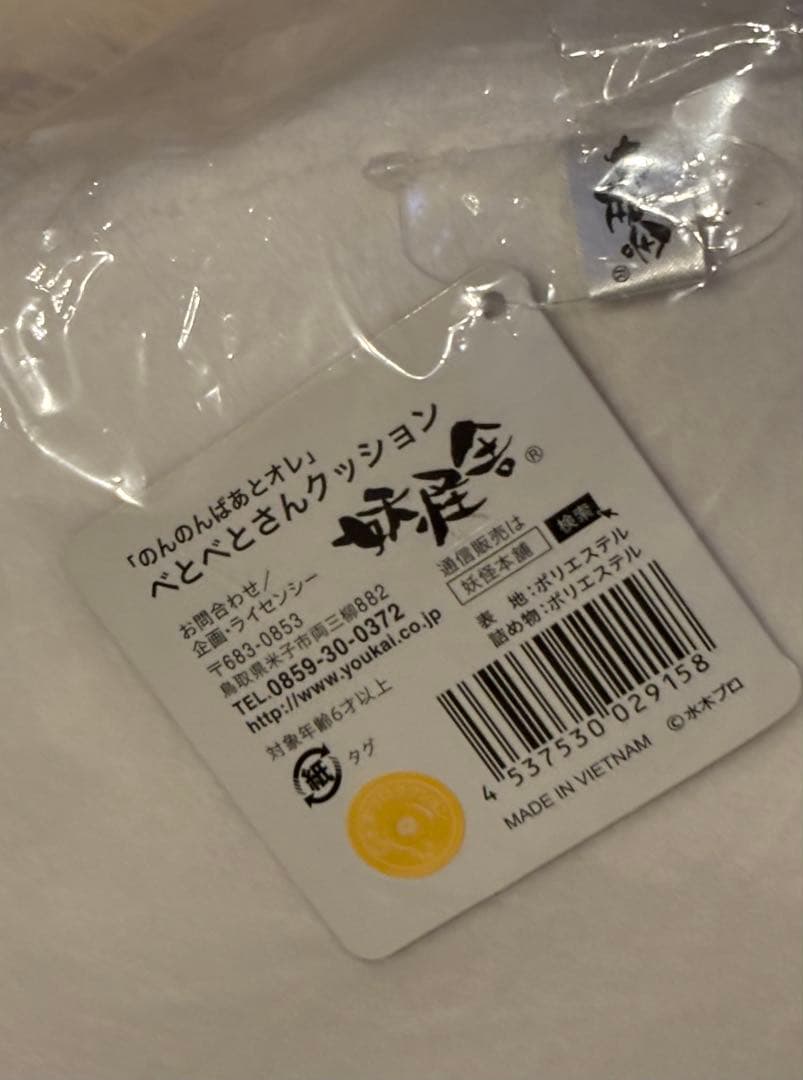 「のんのんばあとオレ」
べとべとさんクッション
妖怪舎®
お問合わせ/
企画・ライセンシー
〒683-0853
鳥取県米子市両三柳882
TEL.0859-30-0372
http://www.youkai.co.jp
対象年齢6才以上
通信販売は
妖怪本舗 検索
表 地:ポリエステル
詰め物:ポリエステル
4 537530 029158
MADE IN VIETNAM ©水木プロ
紙 タグ
妖怪舎®